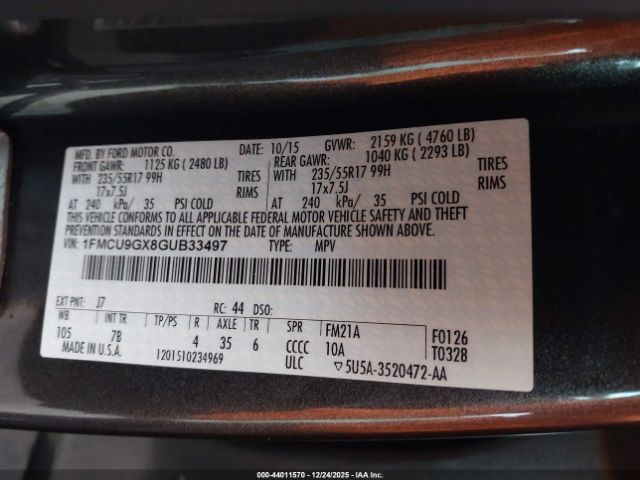 MFD. BY FORD MOTOR CO. DATE: 10/15 GVWR: 2159 KG ( 4760 LB)
FRONT GAWR: 1125 KG ( 2480 LB) REAR GAWR: 1040 KG ( 2293 LB)
WITH 235/55R17 99H TIRES WITH 235/55R17 99H TIRES
17x7.5J RIMS 17x7.5J RIMS
AT 240 kPa/ 35 PSI COLD AT 240 kPa/ 35 PSI COLD
THIS VEHICLE CONFORMS TO ALL APPLICABLE FEDERAL MOTOR VEHICLE SAFETY AND THEFT
PREVENTION STANDARDS IN EFFECT ON THE DATE OF MANUFACTURE SHOWN ABOVE.
VIN: 1FMCU9GX8GUB33497 TYPE: MPV
EXT PNT: J7 RC: 44 DSO:
WB INT TR TP/PS R AXLE TR SPR FM21A F0126
105 7B 4 35 6 CCCC 10A T0328
MADE IN U.S.A. 1201510234969 ULC ▽5U5A-3520472-AA
000-44011570 - 12/24/2025 - IAA Inc.